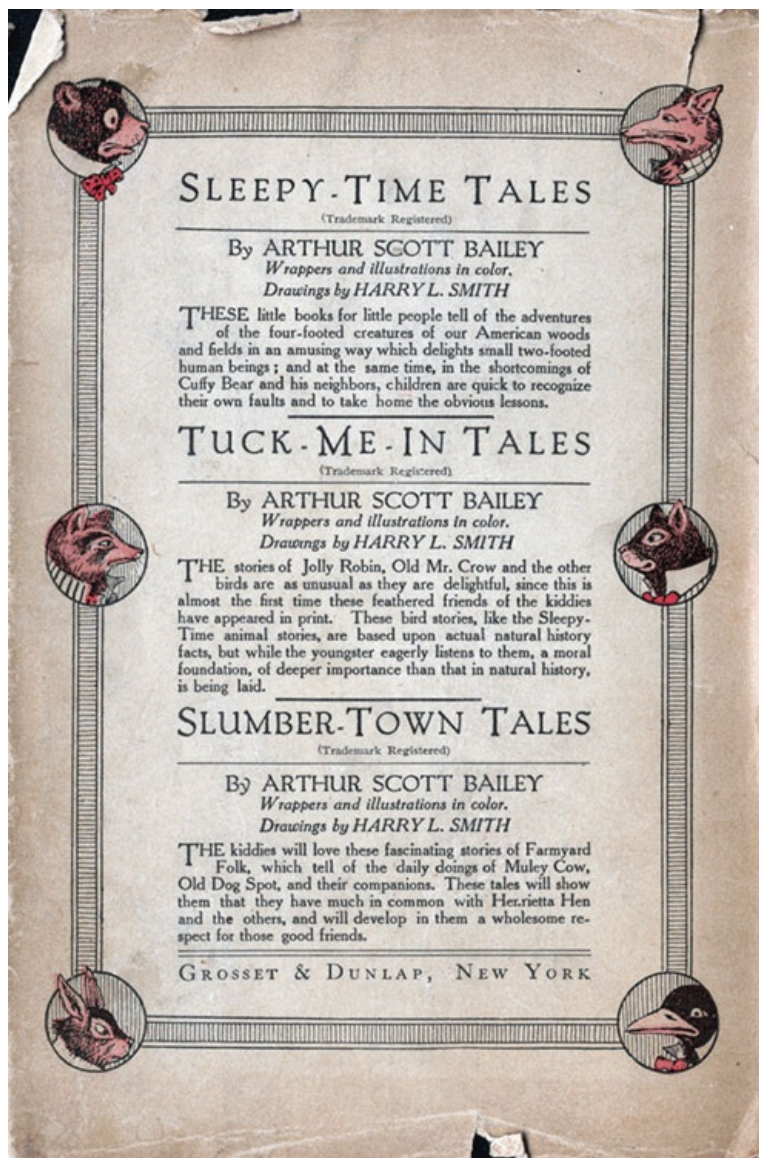 SLEEPY-TIME TALES
(Trademark Registered)
By ARTHUR SCOTT BAILEY
Wrappers and illustrations in color.
Drawings by HARRY L. SMITH
THESE little books for little people tell of the adventures
of the four-footed creatures of our American woods
and fields in an amusing way which delights small two-footed
human beings; and at the same time, in the shortcomings of
Cuffy Bear and his neighbors, children are quick to recognize
their own faults and to take home the obvious lessons.
TUCK-ME-IN TALES
(Trademark Registered)
By ARTHUR SCOTT BAILEY
Wrappers and illustrations in color.
Drawings by HARRY L. SMITH
THE stories of Jolly Robin, Old Mr. Crow and the other
birds are as unusual as they are delightful, since this is
almost the first time these feathered friends of the kiddies
have appeared in print. These bird stories, like the Sleepy-
Time animal stories, are based upon actual natural history
facts, but while the youngster eagerly listens to them, a moral
foundation, of deeper importance than that in natural history,
is being laid.
SLUMBER-TOWN TALES
(Trademark Registered)
By ARTHUR SCOTT BAILEY
Wrappers and illustrations in color.
Drawings by HARRY L. SMITH
THE kiddies will love these fascinating stories of Farmyard
Folk, which tell of the daily doings of Muley Cow,
Old Dog Spot, and their companions. These tales will show
them that they have much in common with Henrietta Hen
and the others, and will develop in them a wholesome re-
spect for those good friends.
GROSSET & DUNLAP, NEW YORK